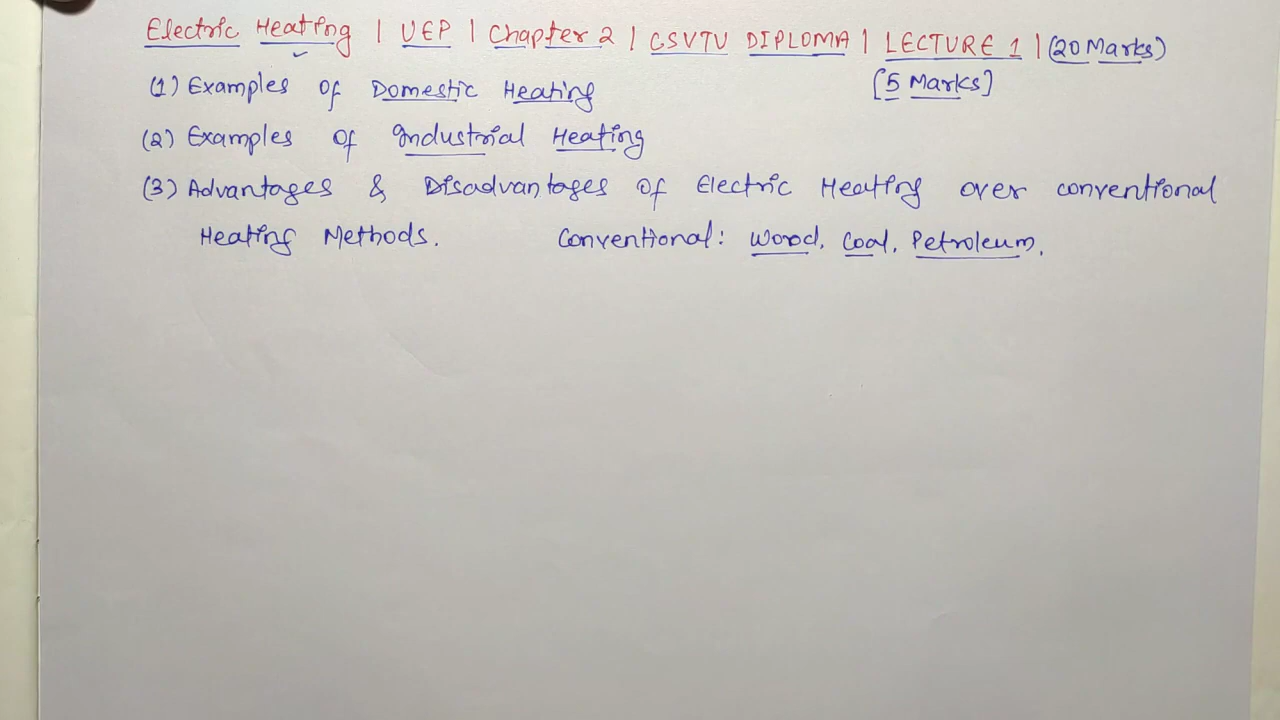 Electric Heating | UEP | Chapter 2 | CSVTU DIPLOMA | LECTURE 1 | (20 Marks)
[5 Marks]
(1) Examples of Domestic Heating
(2) Examples of Industrial Heating
(3) Advantages & Disadvantages of Electric Heating over conventional
Heating Methods. Conventional: Wood, Coal, Petroleum.